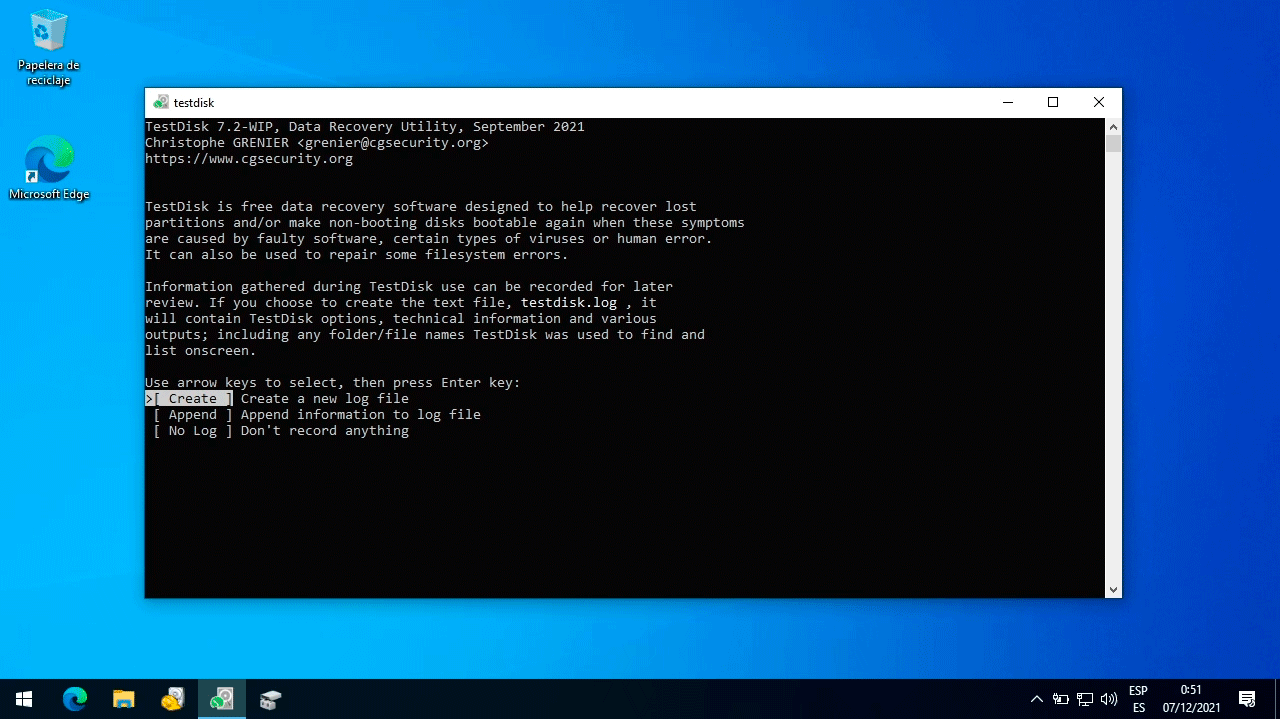 Papelera de
reciclaje
Microsoft Edge
testdisk
TestDisk 7.2-WIP, Data Recovery Utility, September 2021
Christophe GRENIER <grenier@cgsecurity.org>
https://www.cgsecurity.org
TestDisk is free data recovery software designed to help recover lost
partitions and/or make non-booting disks bootable again when these symptoms
are caused by faulty software, certain types of viruses or human error.
It can also be used to repair some filesystem errors.
Information gathered during TestDisk use can be recorded for later
review. If you choose to create the text file, testdisk.log , it
will contain TestDisk options, technical information and various
outputs; including any folder/file names TestDisk was used to find and
list onscreen.
Use arrow keys to select, then press Enter key:
>[ Create ] Create a new log file
[ Append ] Append information to log file
[ No Log ] Don't record anything
ESP
ES
0:51
07/12/2021